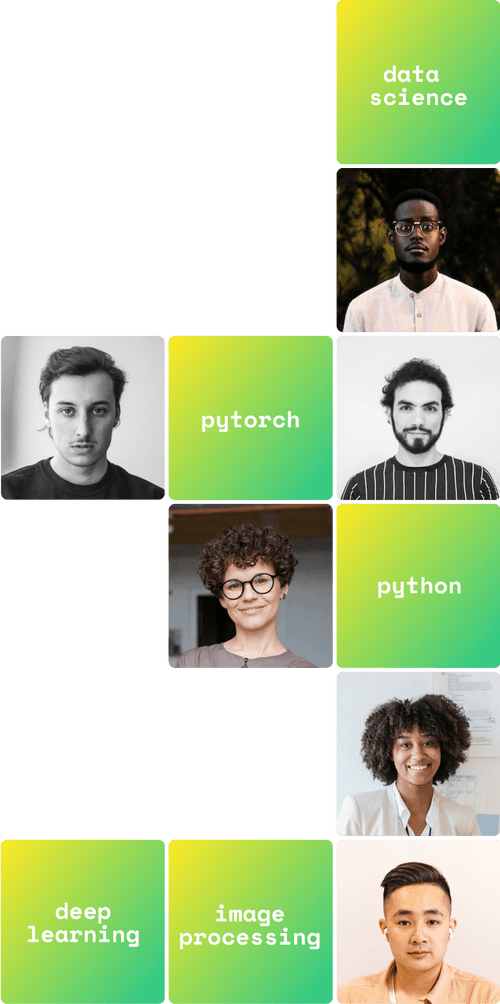 data
science
pytorch
python
deep
learning
image
processing